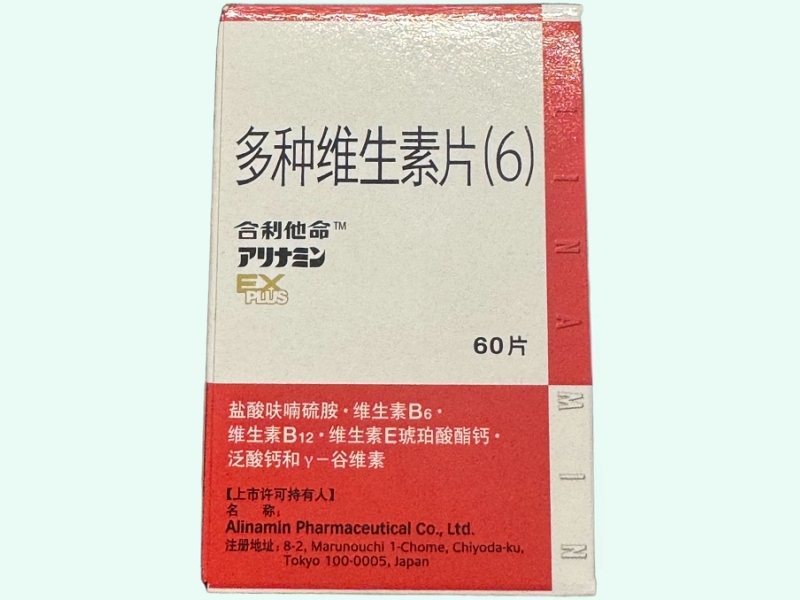 多种维生素片(6)
合利他命™
アリナミン
EX
PLUS
60片
盐酸呋喃硫胺·维生素B6·
维生素B12·维生素E琥珀酸酯钙·
泛酸钙和γ-谷维素
【上市许可持有人】
名 称:
Alinamin Pharmaceutical Co., Ltd.
注册地址: 8-2, Marunouchi 1-Chome, Chiyoda-ku,
Tokyo 100-0005, Japan
ALINAMIN